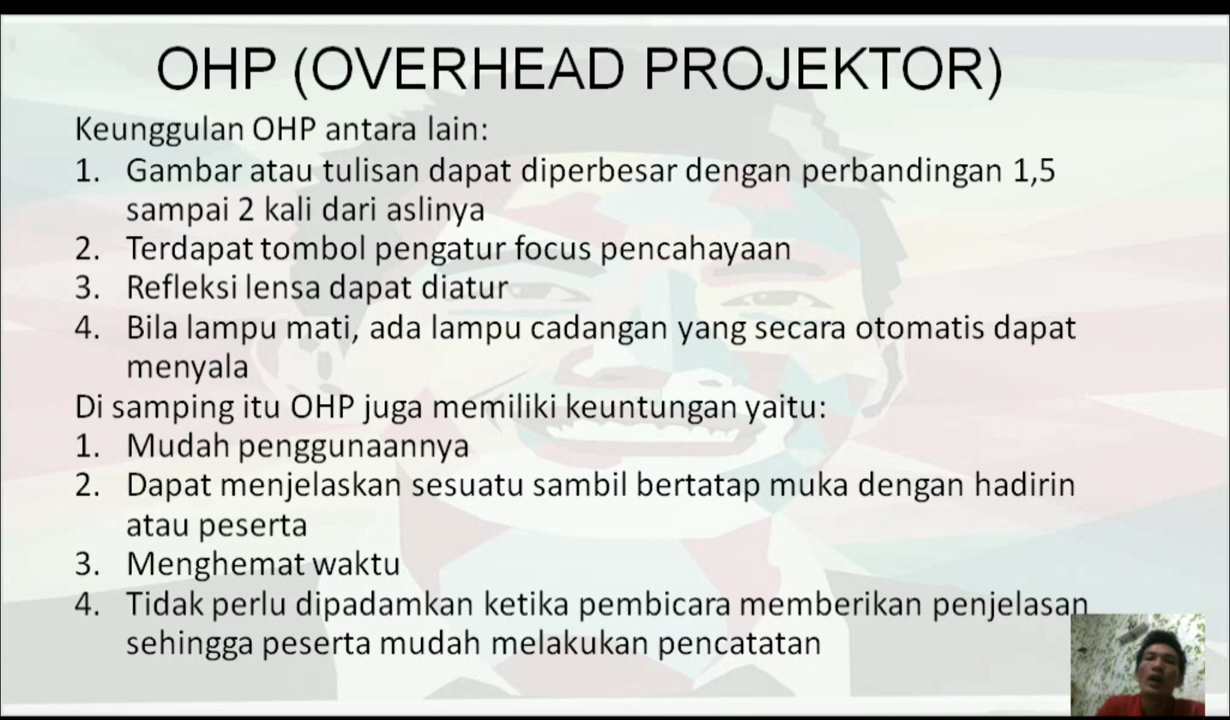 OHP (OVERHEAD PROJEKTOR)
Keunggulan OHP antara lain:
1. Gambar atau tulisan dapat diperbesar dengan perbandingan 1,5
sampai 2 kali dari aslinya
2. Terdapat tombol pengatur focus pencahayaan
3. Refleksi lensa dapat diatur
4. Bila lampu mati, ada lampu cadangan yang secara otomatis dapat
menyala
Di samping itu OHP juga memiliki keuntungan yaitu:
1. Mudah penggunaannya
2. Dapat menjelaskan sesuatu sambil bertatap muka dengan hadirin
atau peserta
3. Menghemat waktu
4. Tidak perlu dipadamkan ketika pembicara memberikan penjelasan
sehingga peserta mudah melakukan pencatatan